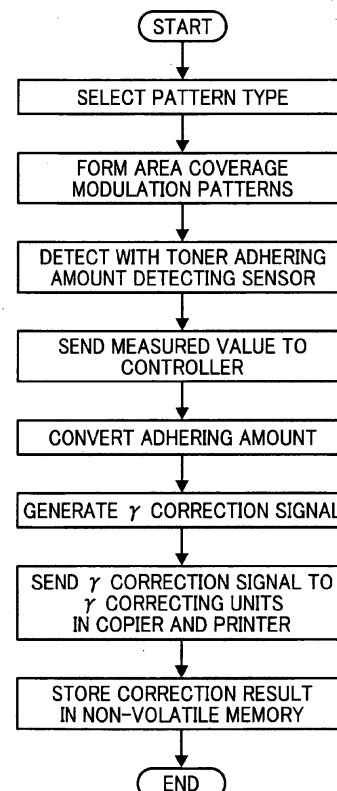 START
SELECT PATTERN TYPE
FORM AREA COVERAGE
MODULATION PATTERNS
DETECT WITH TONER ADHERING
AMOUNT DETECTING SENSOR
SEND MEASURED VALUE TO
CONTROLLER
CONVERT ADHERING AMOUNT
GENERATE γ CORRECTION SIGNAL
SEND γ CORRECTION SIGNAL TO
γ CORRECTING UNITS
IN COPIER AND PRINTER
STORE CORRECTION RESULT
IN NON-VOLATILE MEMORY
END